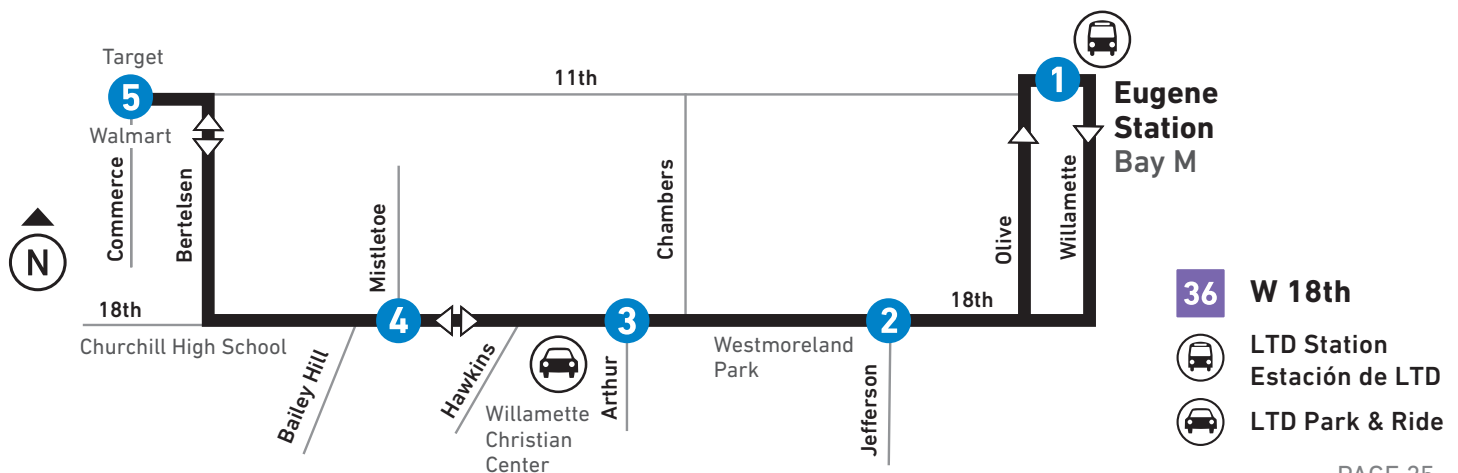 Target
5
Walmart
Commerce
Bertelsen
11th
1
Eugene
Station
Bay M
Mistletoe
Chambers
Olive
Willamette
N
18th
Churchill High School
Bailey Hill
4
Hawkins
Willamette
Christian
Center
3
Arthur
Westmoreland
Park
2
Jefferson
18th
36 W 18th
LTD Station
Estación de LTD
LTD Park & Ride
PAGE 35